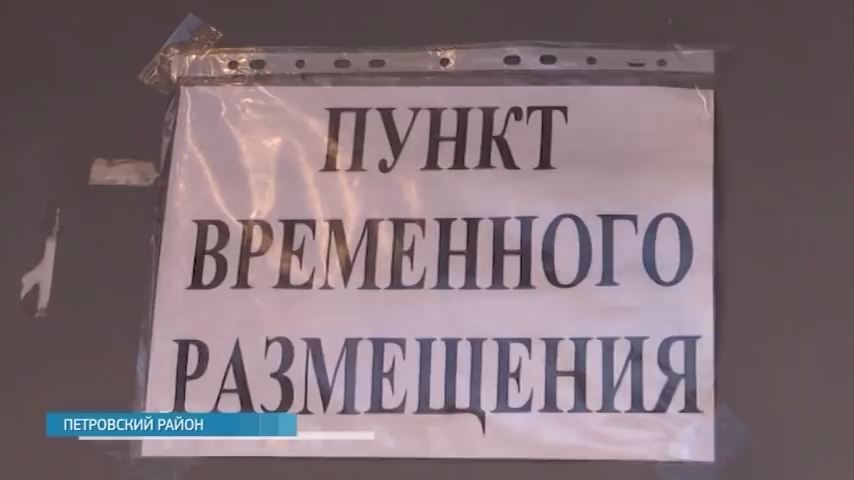 ПУНКТ
ВРЕМЕННОГО
РАЗМЕЩЕНИЯ
ПЕТРОВСКИЙ РАЙОН